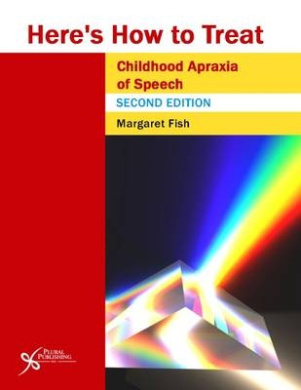 Here's How to Treat
Childhood Apraxia
of Speech
SECOND EDITION
Margaret Fish
PLURAL
PUBLISHING